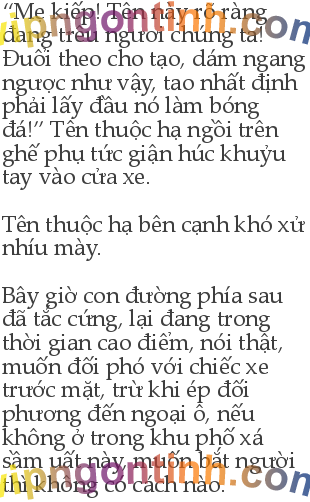 “Mẹ kiếp! Tên này rõ ràng
đang trêu ngươi chúng ta!
Đuổi theo cho tạo, dám ngang
ngược như vậy, tao nhất định
phải lấy đầu nó làm bóng
đá!” Tên thuộc hạ ngồi trên
ghế phụ tức giận húc khuỷu
tay vào cửa xe.
Tên thuộc hạ bên cạnh khó xử
nhíu mày.
Bây giờ con đường phía sau
đã tắc cứng, lại đang trong
thời gian cao điểm, nói thật,
muốn đối phó với chiếc xe
trước mặt, trừ khi ép đối
phương đến ngoại ô, nếu
không ở trong khu phố xá
sầm uất này, muốn bắt người
thì không có cách nào.
vipngontinh.com
vipngontinh.com